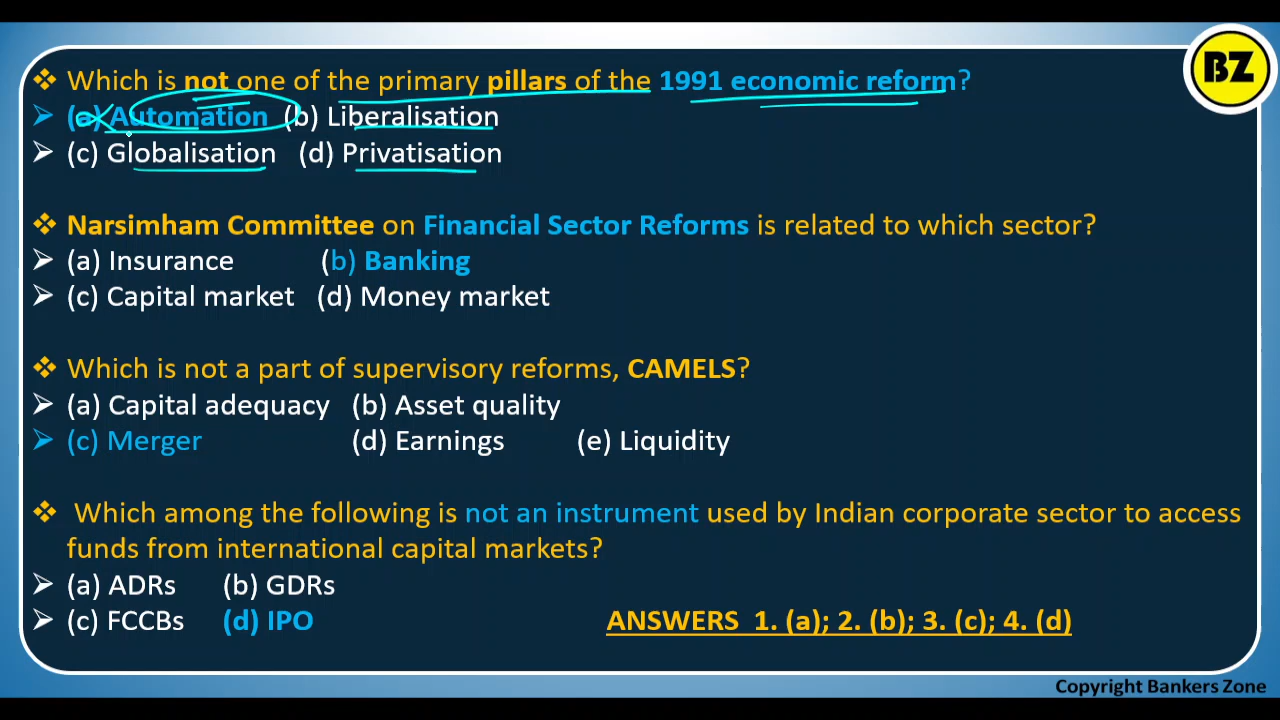 BZ
Which is not one of the primary pillars of the 1991 economic reform?
(a) Automation (b) Liberalisation
(c) Globalisation (d) Privatisation
Narsimham Committee on Financial Sector Reforms is related to which sector?
(a) Insurance (b) Banking
(c) Capital market (d) Money market
Which is not a part of supervisory reforms, CAMELS?
(a) Capital adequacy (b) Asset quality
(c) Merger (d) Earnings (e) Liquidity
Which among the following is not an instrument used by Indian corporate sector to access
funds from international capital markets?
(a) ADRs (b) GDRs
(c) FCCBs (d) IPO ANSWERS 1. (a); 2. (b); 3. (c); 4. (d)
Copyright Bankers Zone